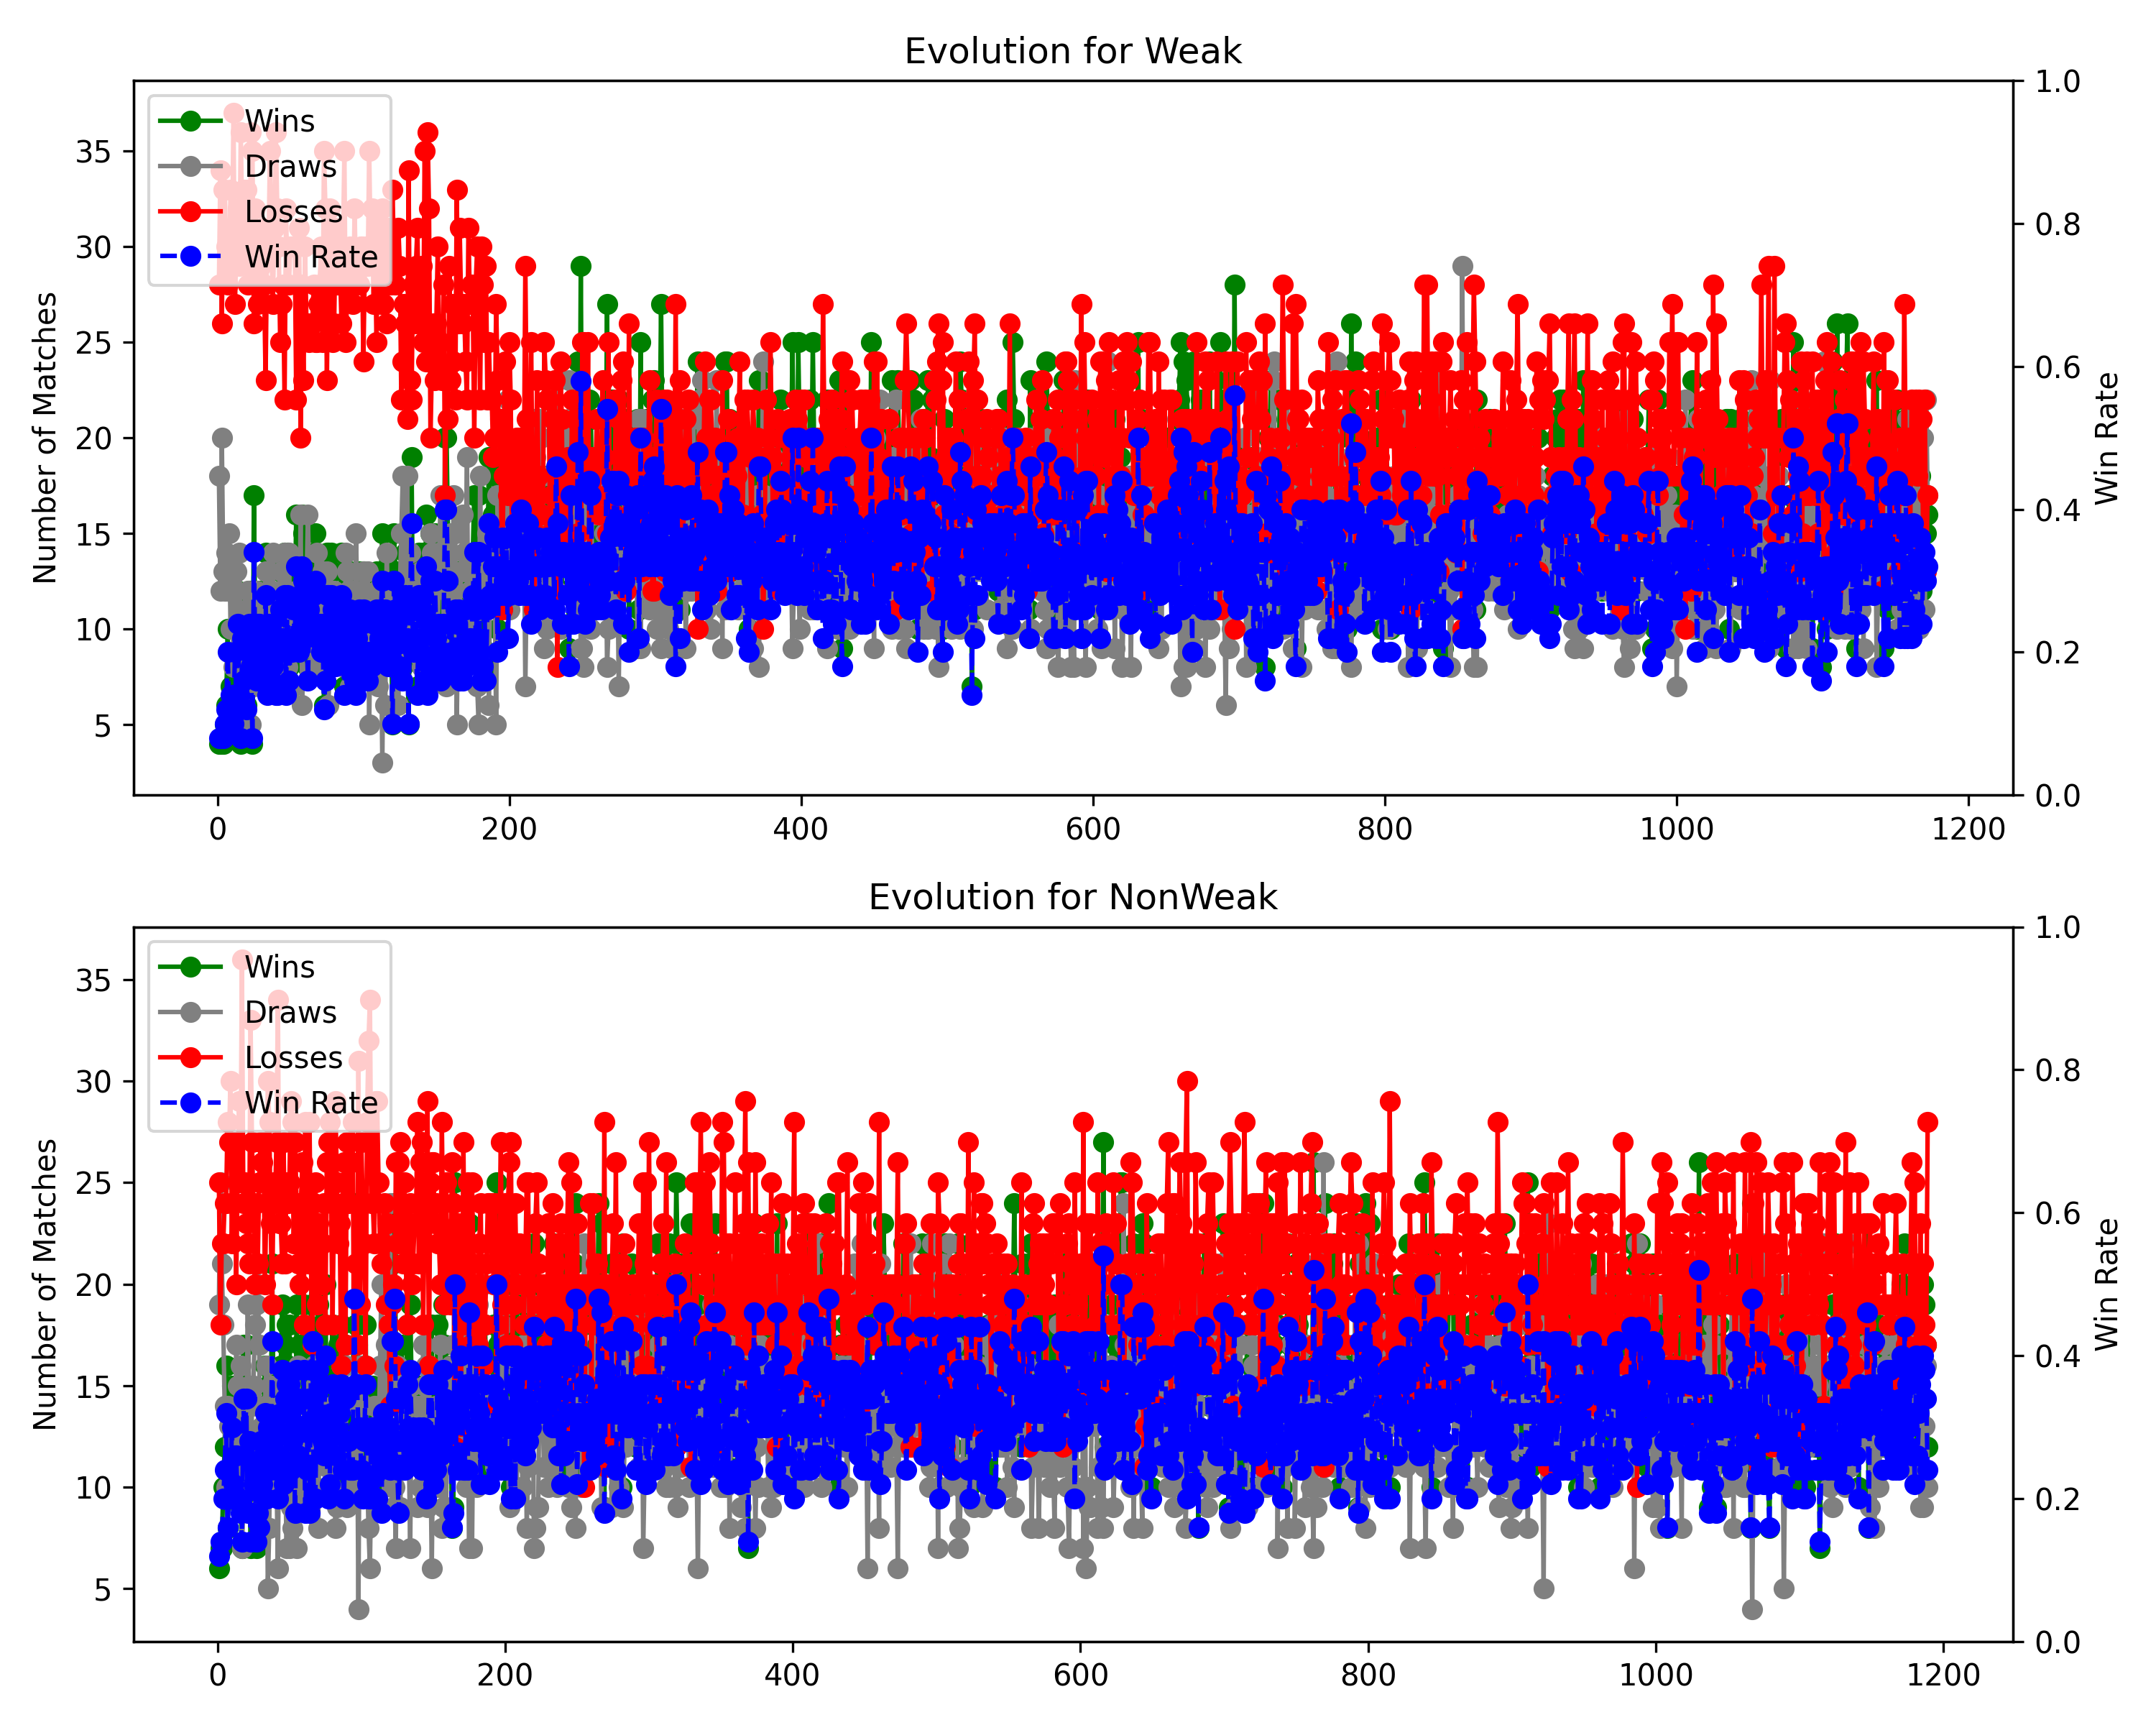 Evolution for Weak
Number of Matches
35
30
25
20
15
10
5
Wins
Draws
Losses
Win Rate
1.0
0.8
0.6
0.4
0.2
0.0
Win Rate
0 200 400 600 800 1000 1200
Evolution for NonWeak
Number of Matches
35
30
25
20
15
10
5
Wins
Draws
Losses
Win Rate
1.0
0.8
0.6
0.4
0.2
0.0
Win Rate
0 200 400 600 800 1000 1200